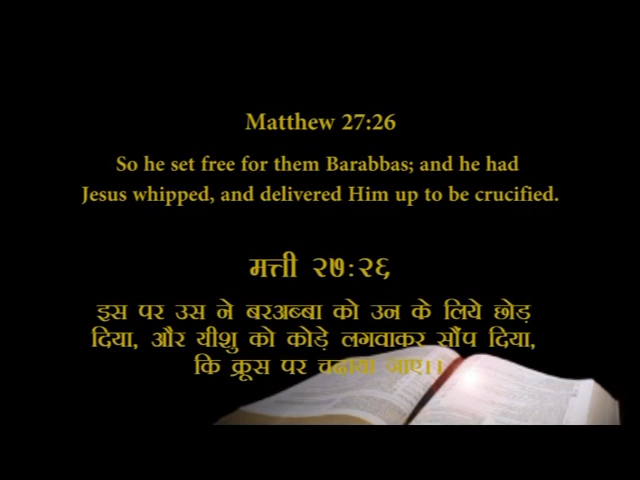 Matthew 27:26
So he set free for them Barabbas; and he had
Jesus whipped, and delivered Him up to be crucified.
मत्ती २७:२६
इस पर उस ने बरअब्बा को उन के लिये छोड़
दिया, और यीशु को कोड़े लगवाकर सौंप दिया,
कि क्रूस पर चढाया जाए।।